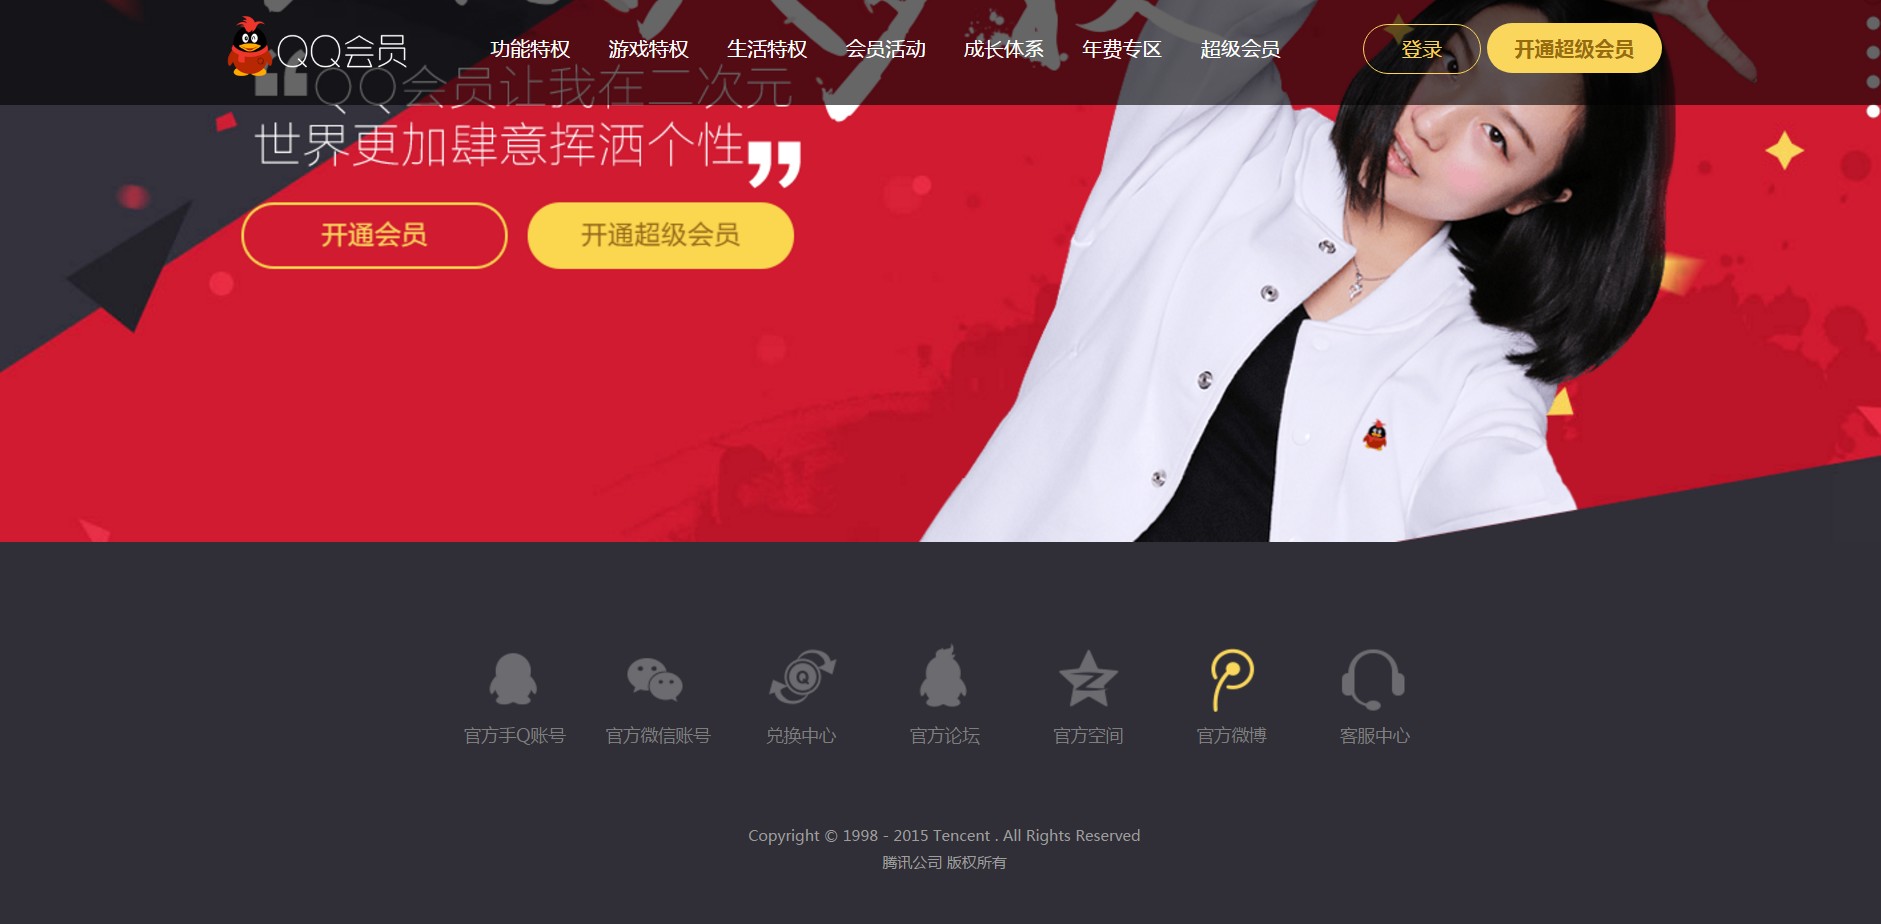 QQ会员
功能特权 游戏特权 生活特权 会员活动 成长体系 年费专区 超级会员
登录 开通超级会员
“QQ会员让我在二次元
世界更加肆意挥洒个性”
开通会员 开通超级会员
官方手Q账号 官方微信账号 兑换中心 官方论坛 官方空间 官方微博 客服中心
Copyright © 1998 - 2015 Tencent . All Rights Reserved
腾讯公司 版权所有